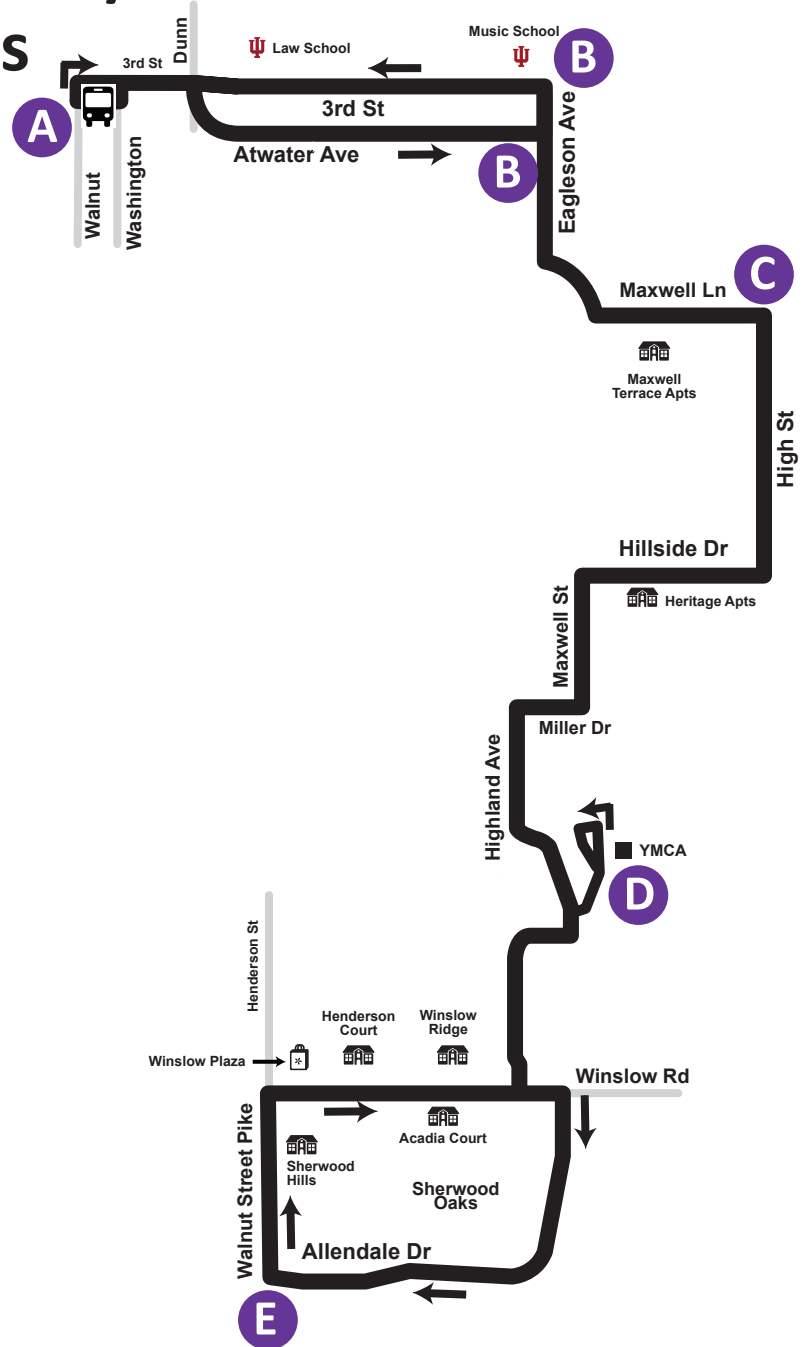 S
3rd St
Dunn
Law School
Music School
B
A
3rd St
Atwater Ave
B
Eagleson Ave
Walnut
Washington
Maxwell Ln
C
Maxwell
Terrace Apts
High St
Hillside Dr
Heritage Apts
Maxwell St
Miller Dr
Highland Ave
YMCA
D
Henderson St
Henderson
Court
Winslow
Ridge
Winslow Plaza
Winslow Rd
Acadia Court
Walnut Street Pike
Sherwood
Hills
Sherwood
Oaks
Allendale Dr
E